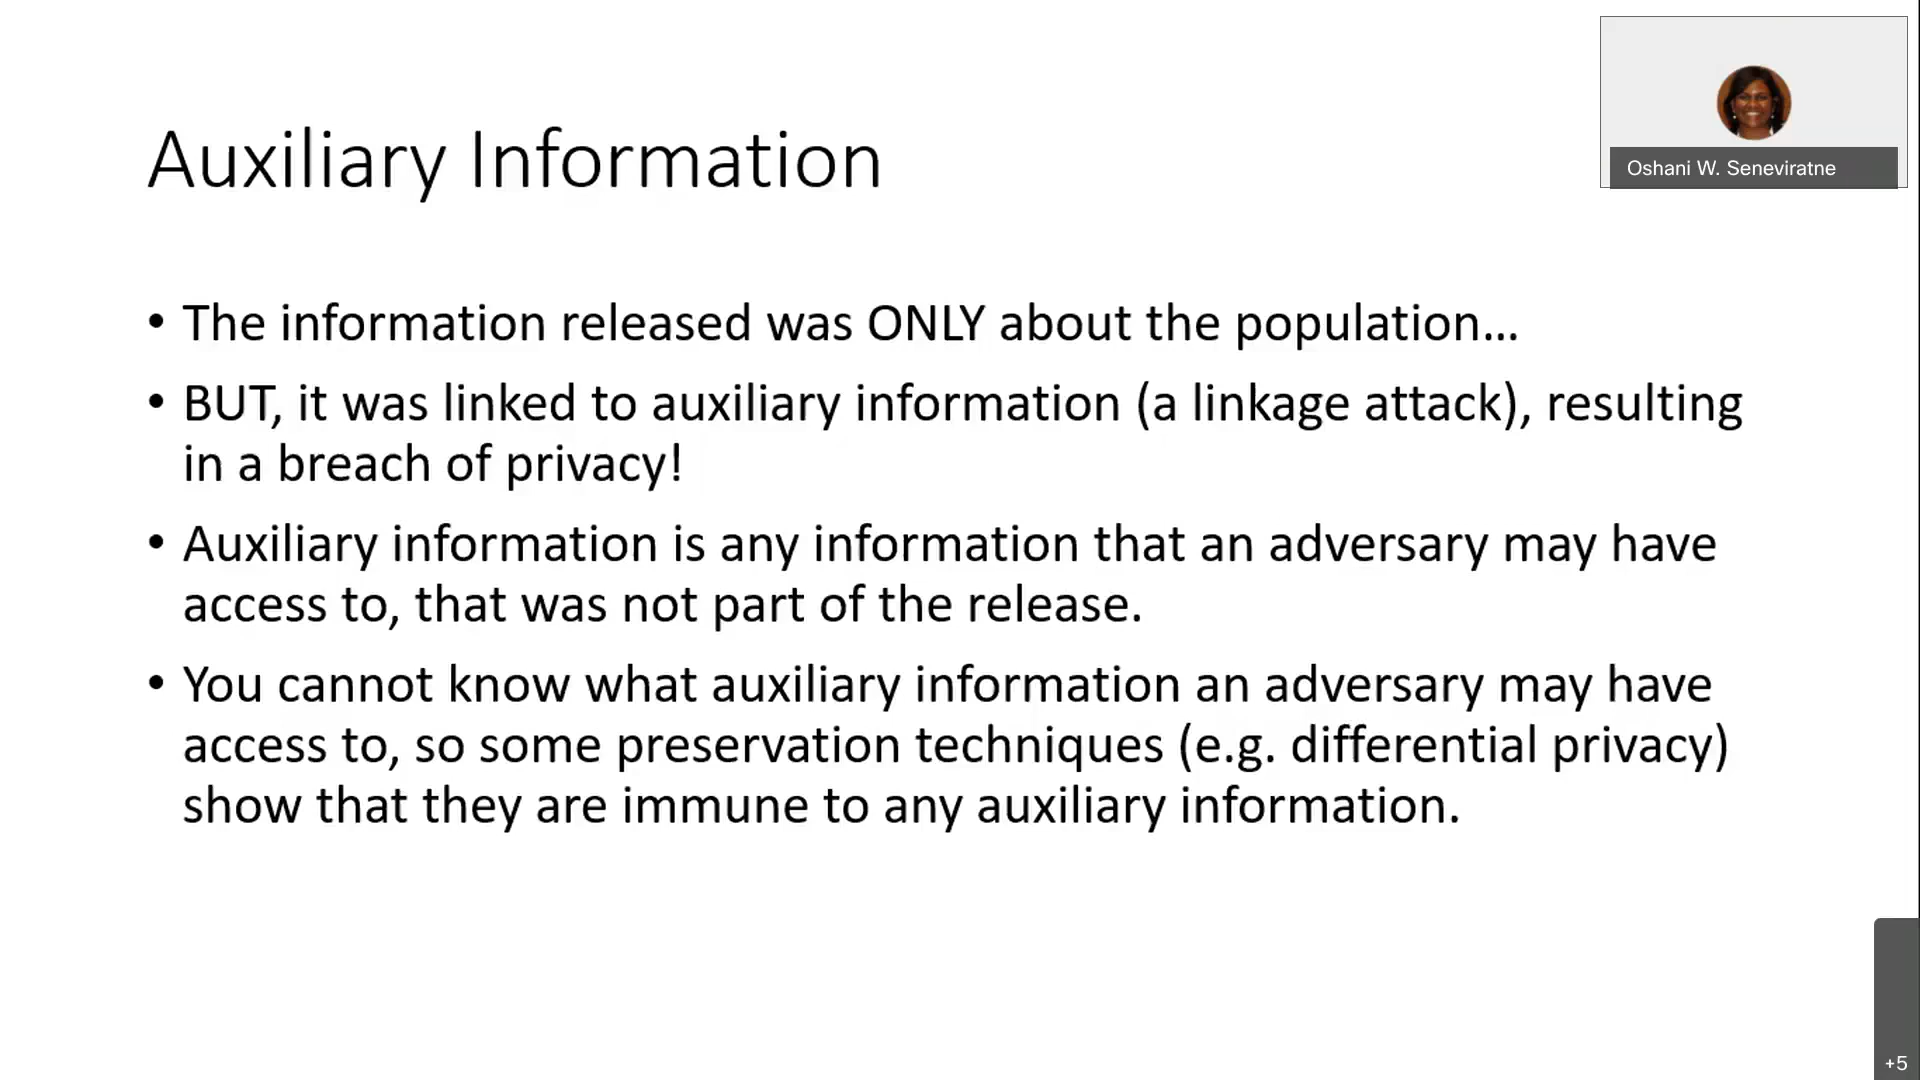 Auxiliary Information
Oshani W. Seneviratne
• The information released was ONLY about the population...
• BUT, it was linked to auxiliary information (a linkage attack), resulting
in a breach of privacy!
• Auxiliary information is any information that an adversary may have
access to, that was not part of the release.
• You cannot know what auxiliary information an adversary may have
access to, so some preservation techniques (e.g. differential privacy)
show that they are immune to any auxiliary information.
+5